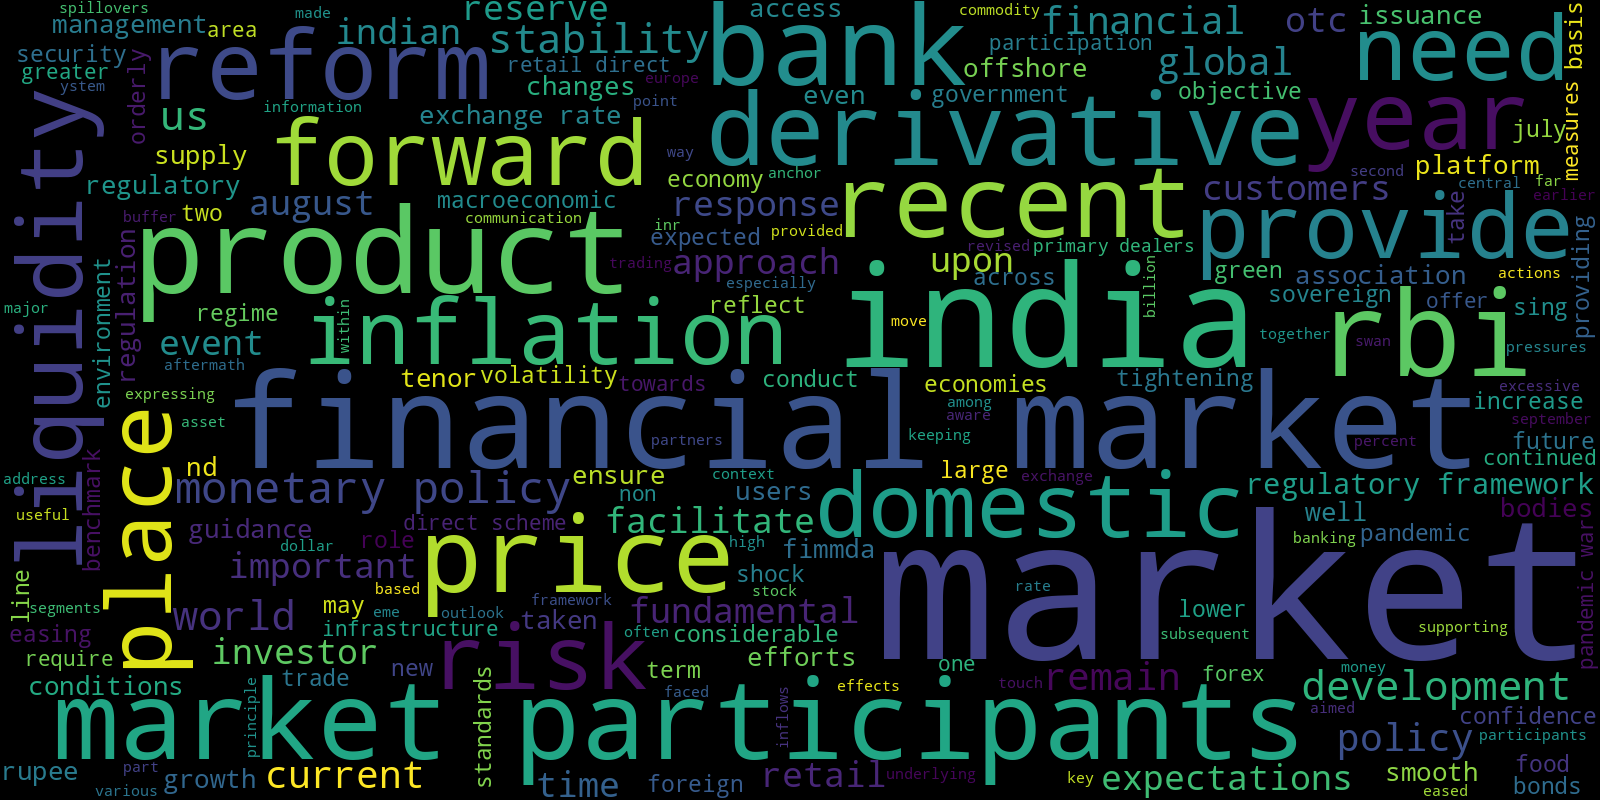 spillovers
made
reserve
access
commodity
financial
otc
issuance
management
area
indian
stability
bank
participation
global
need
measures basis
security
reform
retail direct
offshore
greater
orderly
europe
ystem
changes
even
government
objective
year
information
point
us
exchange rate
derivative
july
liquidity
forward
way
supply
economy
anchor
recent
second
platform
regulatory
macroeconomic
customers
central
far
earlier
buffer
two
august
communication
response
provide
take
product
inr
provided
expected
revised
primary dealers
upon
regulation
trading
approach
across
green
association
actions
providing
environment
especially
india
billion
major
regime
within
reflect
sovereign
offer
sing
inflation
move
rbi
event
together
swan
pressures
aftermath
tenor
volatility
towards
conduct
economies
tightening
excessive
expressing
financial market
among
increase
place
asset
aware
september
partners
keeping
percent
future
benchmark
nd
continued
address
monetary policy
ensure
context
large
exchange
regulatory framework
non
users
domestic
useful
guidance
direct scheme
facilitate
well
bodies
role
price
dollar
high
fimmda
market
banking
pandemic
pandemic war
important
shock
line
based
stock
rate
segments
world
may
eme
outlook
framework
taken
fundamental
lower
easing
infrastructure
risk
often
considerable
subsequent
supporting
require
investor
efforts
one
new
term
forex
money
conditions
trade
standards
faced
effects
touch
remain
development
principle
market participants
inflows
aimed
confidence
policy
participants
rupee
part
growth
current
time
foreign
retail
underlying
key
expectations
smooth
food
various
eased
bonds